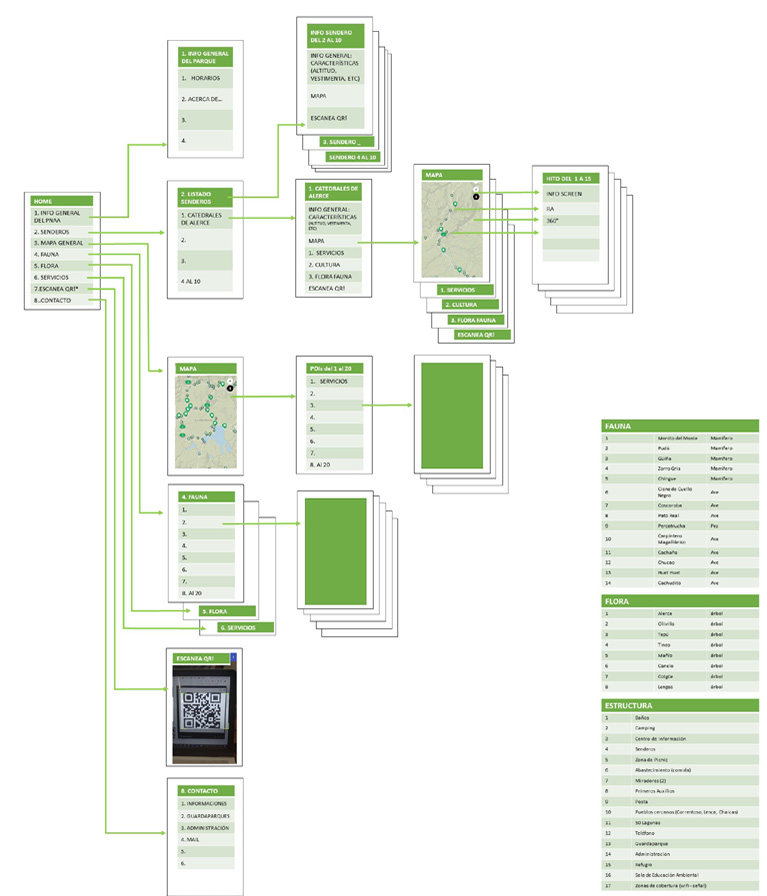 HOME
1. INFO GENERAL
DEL PNAA
2. SENDEROS
3. MAPA GENERAL
4. FAUNA
5. FLORA
6. SERVICIOS
7.ESCANEA QR!*
8..CONTACTO
1. INFO GENERAL
DEL PARQUE
1. HORARIOS
2. ACERCA DE...
3.
4.
INFO SENDERO
DEL 2 AL 10
INFO GENERAL:
CARACTERÍSTICAS
(ALTITUD,
VESTIMENTA, ETC)
MAPA
ESCANEA QR!
3. SENDERO _
SENDERO 4 AL 10
2. LISTADO
SENDEROS
1. CATEDRALES
DE ALERCE
2.
3.
4 AL 10
1. CATEDRALES DE
ALERCE
INFO GENERAL:
CARACTERÍSTICAS
(ALTITUD, VESTIMENTA,
ETC)
MAPA
1. SERVICIOS
2. CULTURA
3. FLORA FAUNA
ESCANEA QR!
MAPA
1. SERVICIOS
2. CULTURA
3. FLORA FAUNA
ESCANEA QR!
HITO DEL 1 A 15
INFO SCREEN
RA
360°
MAPA
POIs del 1 al 20
1. SERVICIOS
2.
3.
4.
5.
6.
7.
8. Al 20
4. FAUNA
1.
2.
3.
4.
5.
6.
7.
8. Al 20
5. FLORA
6. SERVICIOS
ESCANEA QR!
8. CONTACTO
1. INFORMACIONES
2. GUARDAPARQUES
3. ADMINISTRACIÓN
4. MAIL
5.
6.
FAUNA
1 Monito del Monte Mamífero
2 Pudú Mamífero
3 Güiña Mamífero
4 Zorro Gris Mamífero
5 Chingue Mamífero
6 Cisne de Cuello Negro Ave
7 Coscoroba Ave
8 Pato Real Ave
9 Percatrucha Pez
10 Carpintero Magallánico Ave
11 Cachaña Ave
12 Chucao Ave
13 Huet Huet Ave
14 Cachudito Ave
FLORA
1 Alerce árbol
2 Olivillo árbol
3 Tepú árbol
4 Tineo árbol
5 Mañío árbol
6 Canelo árbol
7 Coigüe árbol
8 Lengas árbol
ESTRUCTURA
1 Baños
2 Camping
3 Centro de Información
4 Senderos
5 Zona de Picnic
6 Abastecimiento (comida)
7 Miradores (2)
8 Primeros Auxilios
9 Posta
10 Pueblos cercanos (Correntoso, Lenca, Chaicas)
11 50 Lagunas
12 Teléfono
13 Guardaparque
14 Administracion
15 Refugio
16 Sala de Educación Ambiental
17 Zonas de cobertura (wifi - señal)